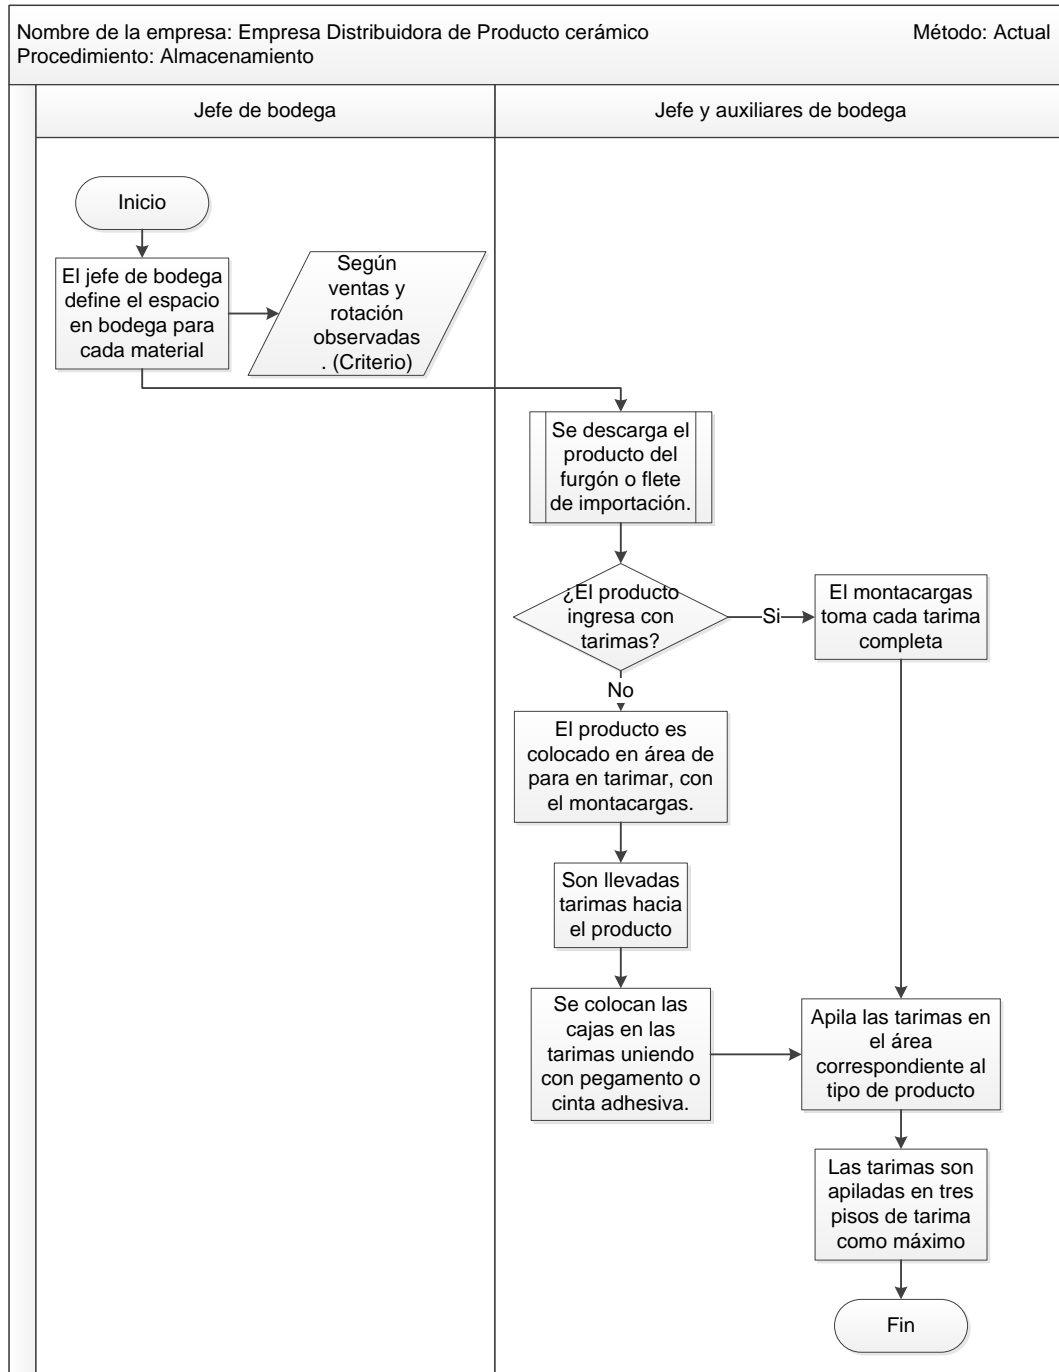 Nombre de la empresa: Empresa Distribuidora de Producto cerámico
Método: Actual
Procedimiento: Almacenamiento
Jefe de bodega
Jefe y auxiliares de bodega
Inicio
El jefe de bodega
define el espacio
en bodega para
cada material
Según
ventas y
rotación
observadas
. (Criterio)
Se descarga el
producto del
furgón o flete
de importación.
¿El producto
ingresa con
tarimas?
Si
El montacargas
toma cada tarima
completa
No
El producto es
colocado en área de
para en tarimar, con
el montacargas.
Son llevadas
tarimas hacia
el producto
Se colocan las
cajas en las
tarimas uniendo
con pegamento o
cinta adhesiva.
Apila las tarimas en
el área
correspondiente al
tipo de producto
Las tarimas son
apiladas en tres
pisos de tarima
como máximo
Fin